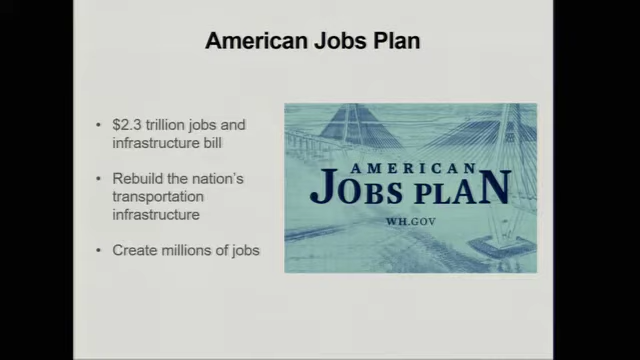 American Jobs Plan
• $2.3 trillion jobs and
infrastructure bill
• Rebuild the nation's
transportation
infrastructure
• Create millions of jobs
AMERICAN
JOBS PLAN
WH.GOV